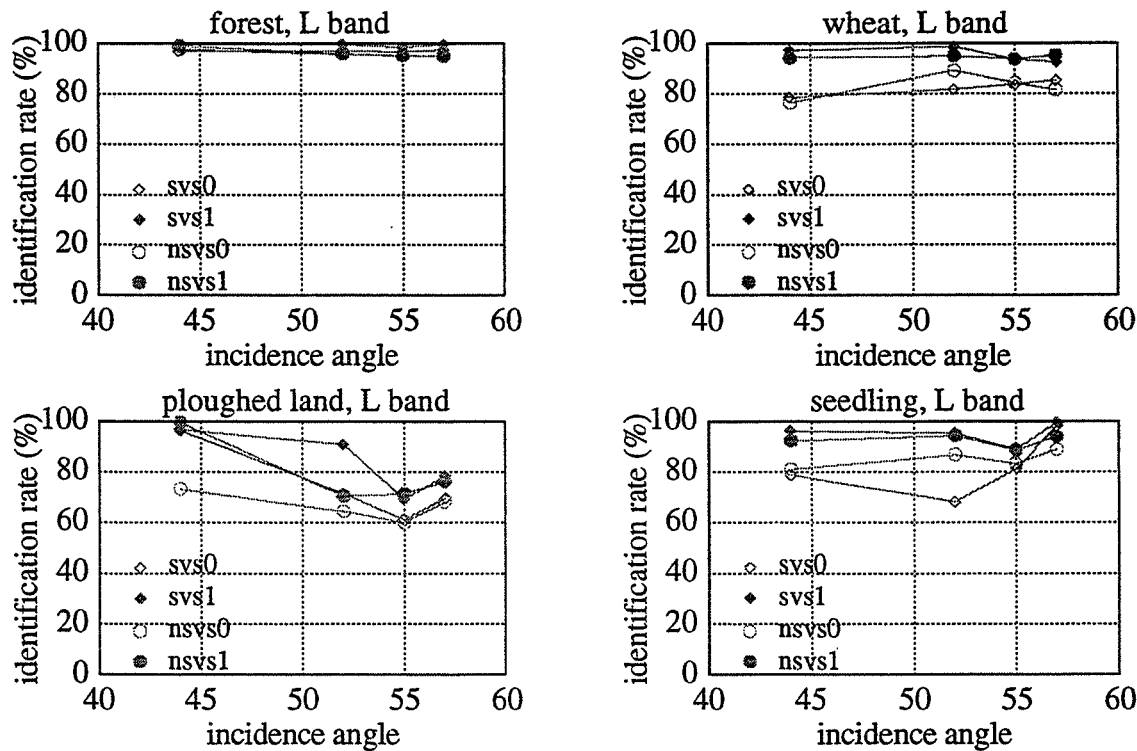 forest, L band
identification rate (%)
100
80
60
40
20
0
svs0
svs1
nsvs0
nsvs1
40 45 50 55 60
incidence angle
wheat, L band
identification rate (%)
100
80
60
40
20
0
svs0
svs1
nsvs0
nsvs1
40 45 50 55 60
incidence angle
ploughed land, L band
identification rate (%)
100
80
60
40
20
0
svs0
svs1
nsvs0
nsvs1
40 45 50 55 60
incidence angle
seedling, L band
identification rate (%)
100
80
60
40
20
0
svs0
svs1
nsvs0
nsvs1
40 45 50 55 60
incidence angle